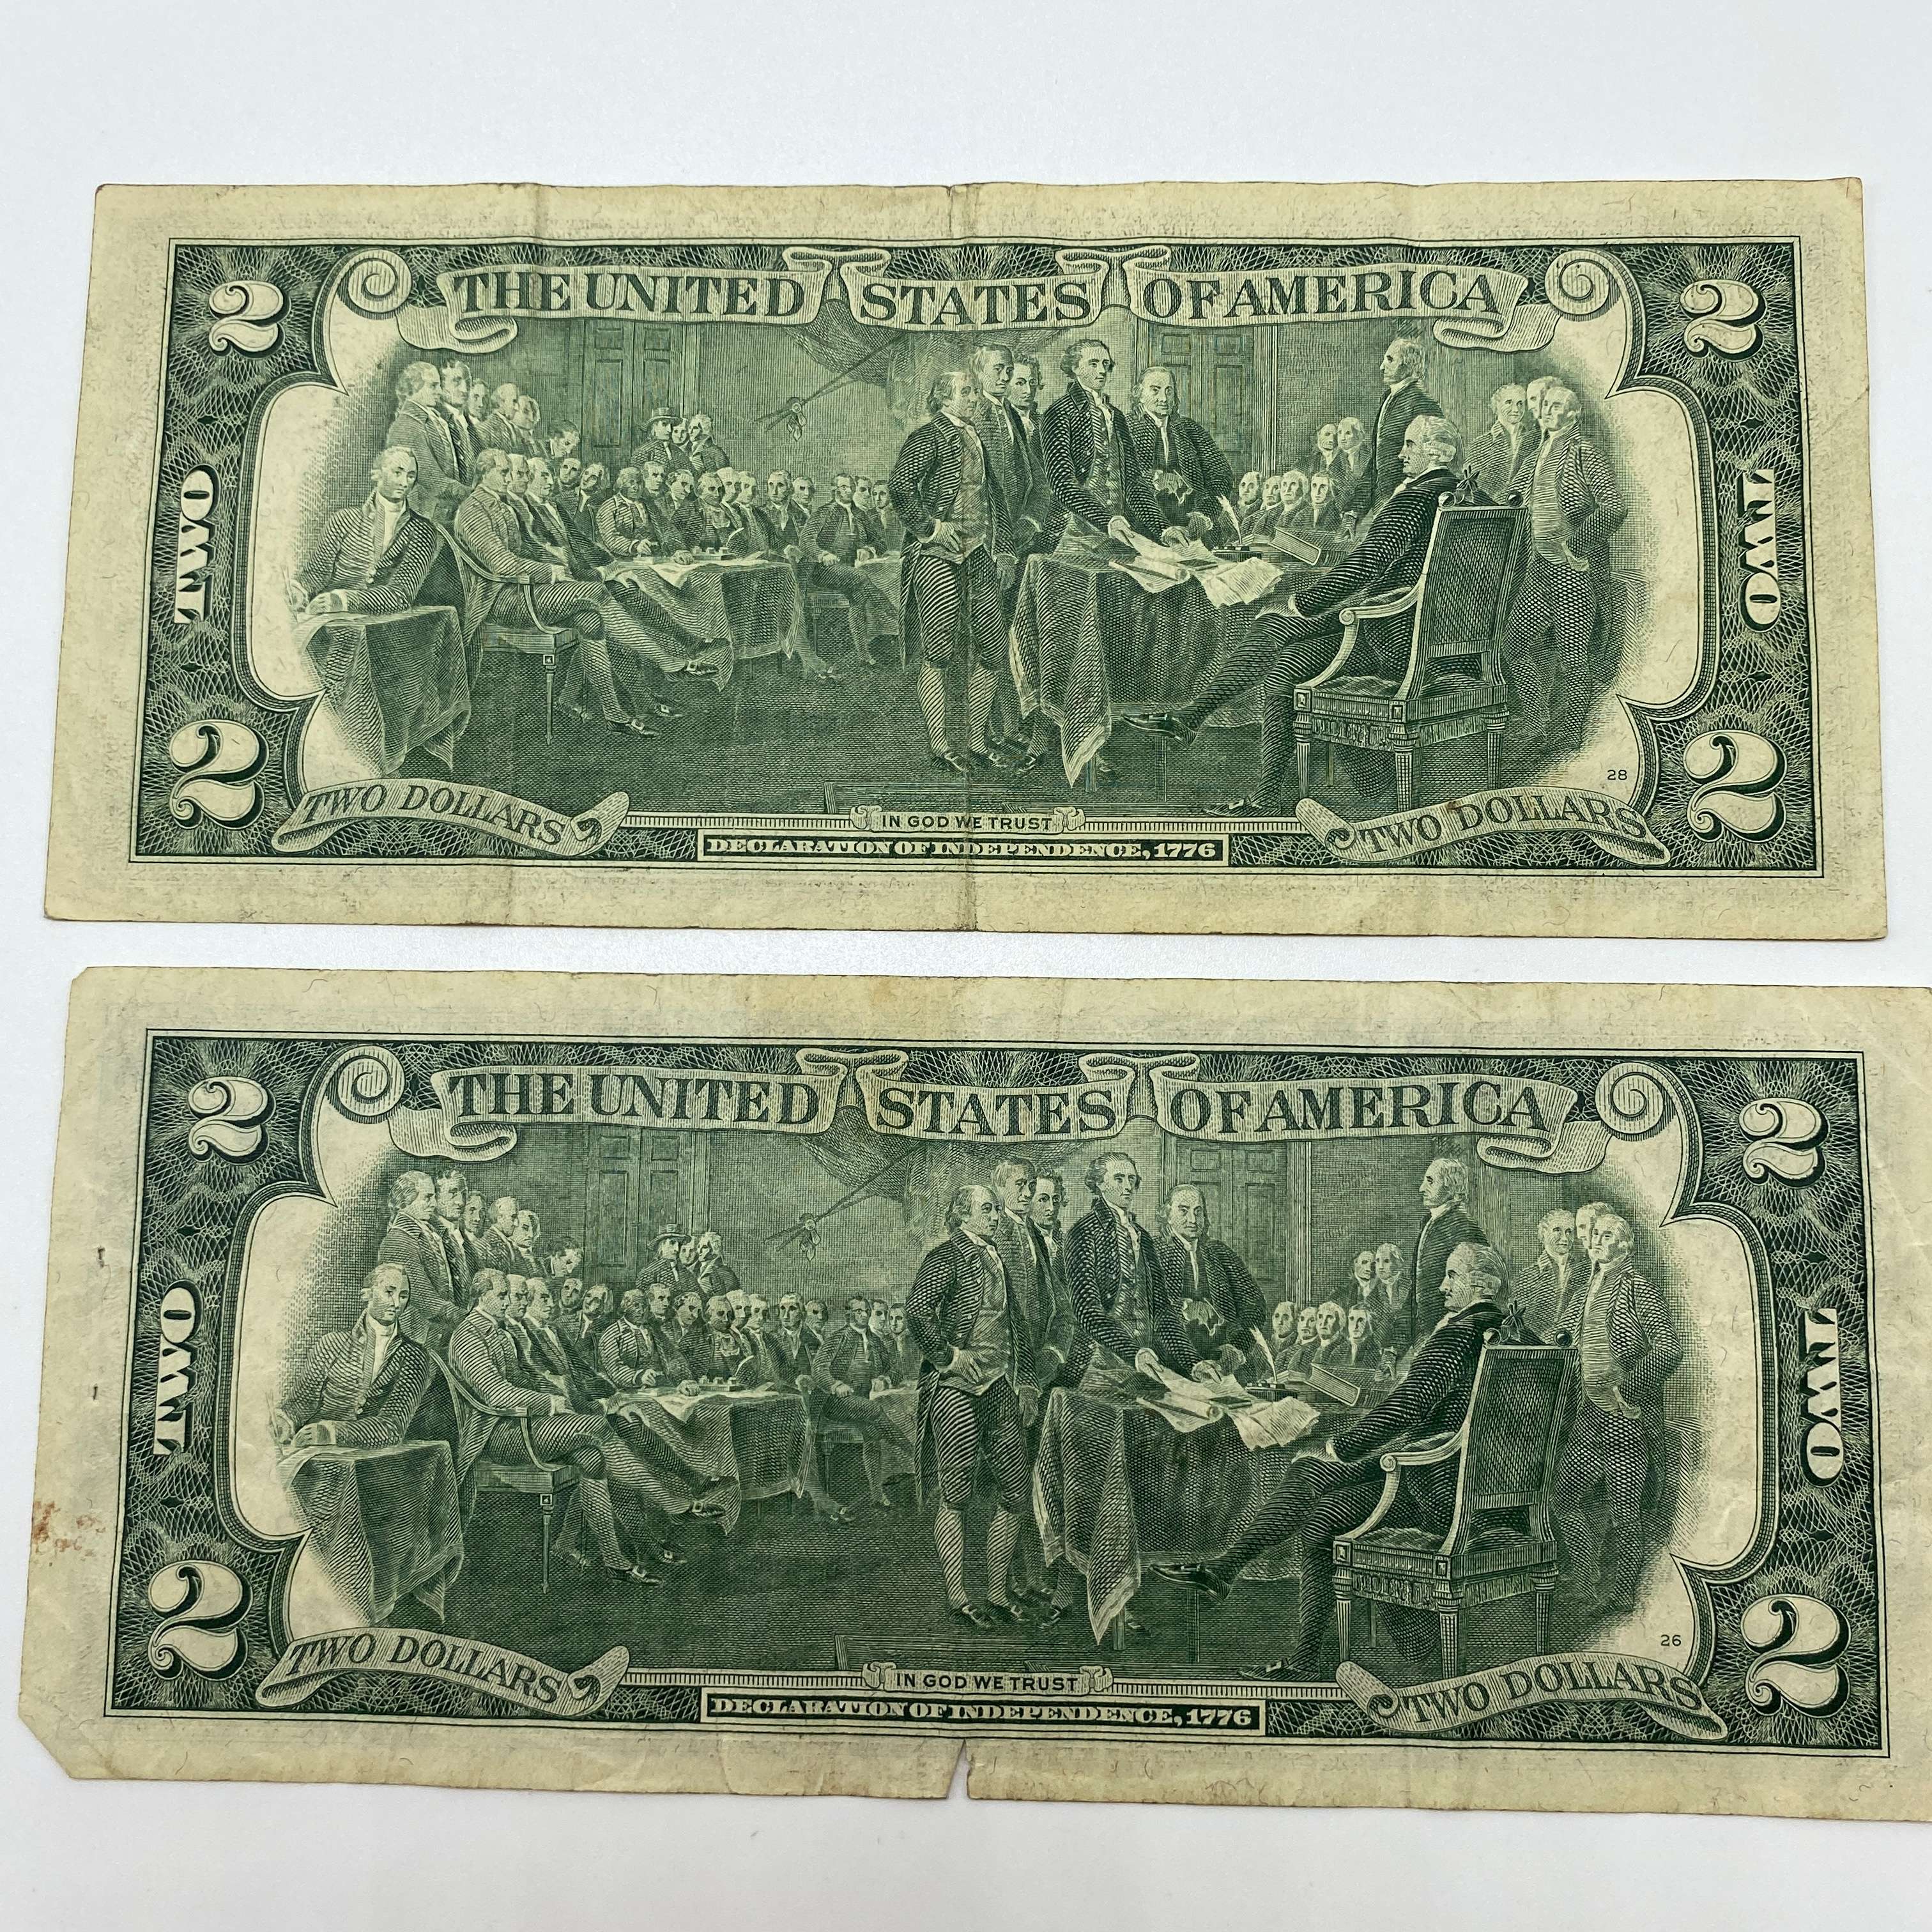 THE UNITED STATES OF AMERICA
2
2
TWO
TWO
28
2
2
TWO DOLLARS
TWO DOLLARS
IN GOD WE TRUST
DECLARATION OF INDEPENDENCE, 1776
THE UNITED STATES OF AMERICA
2
2
TWO
TWO
26
2
2
TWO DOLLARS
TWO DOLLARS
IN GOD WE TRUST
DECLARATION OF INDEPENDENCE, 1776